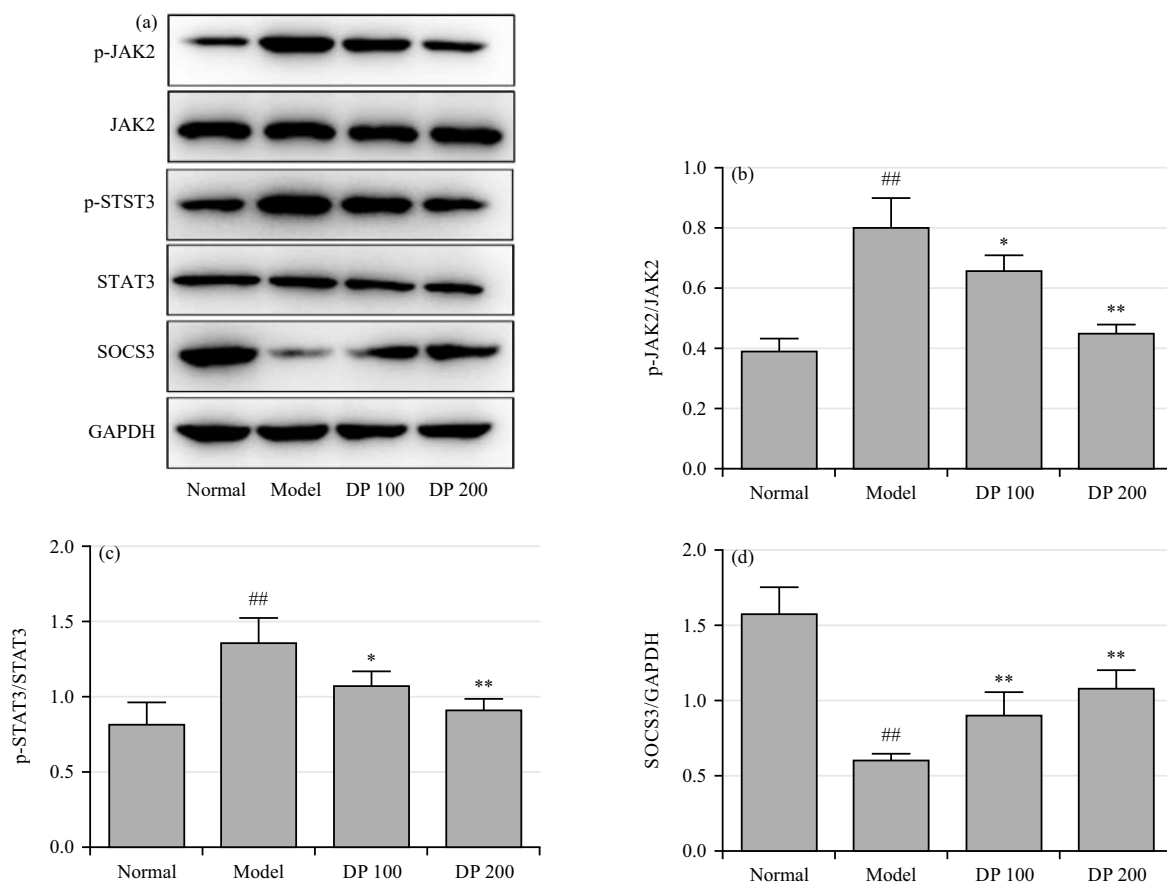 (a)
p-JAK2
JAK2
p-STST3
STAT3
SOCS3
GAPDH
Normal Model DP 100 DP 200
(b)
p-JAK2/JAK2
1.0
0.8
0.6
0.4
0.2
0.0
##
*
**
Normal Model DP 100 DP 200
(c)
p-STAT3/STAT3
2.0
1.5
1.0
0.5
0.0
##
*
**
Normal Model DP 100 DP 200
(d)
SOCS3/GAPDH
2.0
1.5
1.0
0.5
0.0
##
**
**
Normal Model DP 100 DP 200